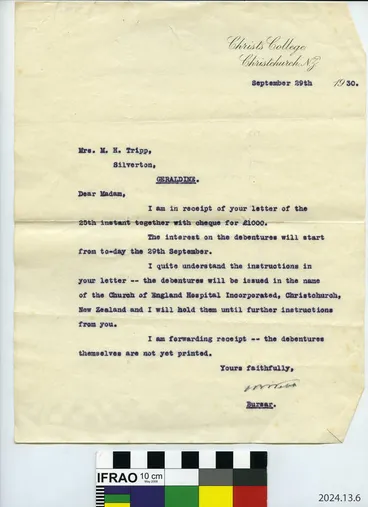 Christ's College
Christchurch. N.Z
September 29th 1930.
Mrs. M. H. Tripp,
Silverton,
GERALDINE.
Dear Madam,
I am in receipt of your letter of the
25th instant together with cheque for £1000.
The interest on the debentures will start
from to-day the 29th September.
I quite understand the instructions in
your letter -- the debentures will be issued in the name
of the Church of England Hospital Incorporated, Christchurch,
New Zealand and I will hold them until further instructions
from you.
I am forwarding receipt -- the debentures
themselves are not yet printed.
Yours faithfully,
Bursar.
IFRAO 10 cm
2024.13.6